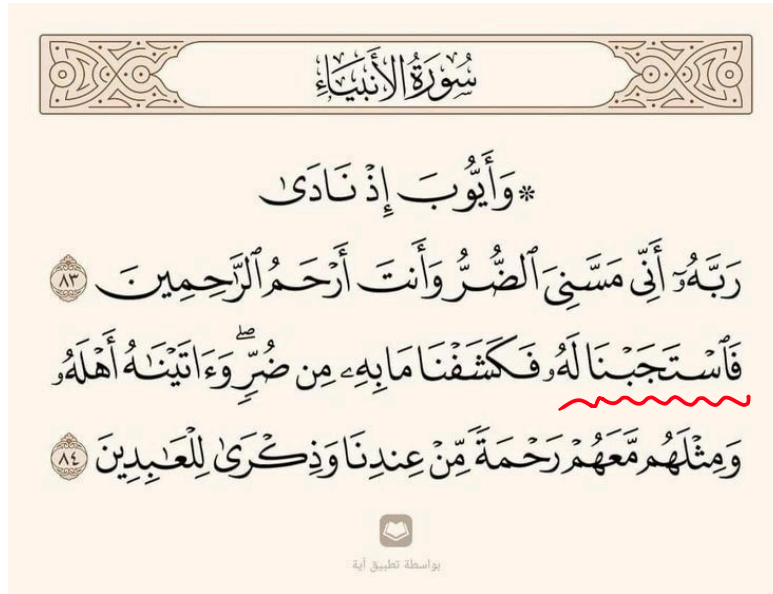 سُورَةُ الأَنبِيَاءِ
۞ وَأَيُّوبَ إِذۡ نَادَىٰ
رَبَّهُۥٓ أَنِّي مَسَّنِيَ ٱلضُّرُّ وَأَنتَ أَرۡحَمُ ٱلرَّٰحِمِينَ ٨٣
فَٱسۡتَجَبۡنَا لَهُۥ فَكَشَفۡنَا مَا بِهِۦ مِن ضُرّٖۖ وَءَاتَيۡنَٰهُ أَهۡلَهُۥ
وَمِثۡلَهُم مَّعَهُمۡ رَحۡمَةٗ مِّنۡ عِندِنَا وَذِكۡرَىٰ لِلۡعَٰبِدِينَ ٨٤
بواسطة تطبيق آية